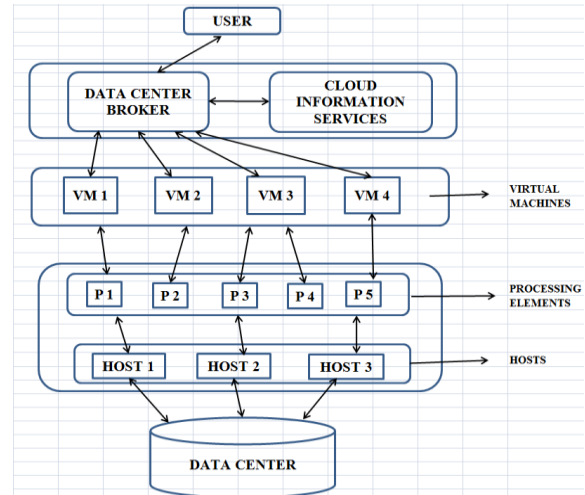 USER
DATA CENTER
BROKER
CLOUD
INFORMATION
SERVICES
VM 1
VM 2
VM 3
VM 4
VIRTUAL
MACHINES
P 1
P 2
P 3
P 4
P 5
PROCESSING
ELEMENTS
HOST 1
HOST 2
HOST 3
HOSTS
DATA CENTER